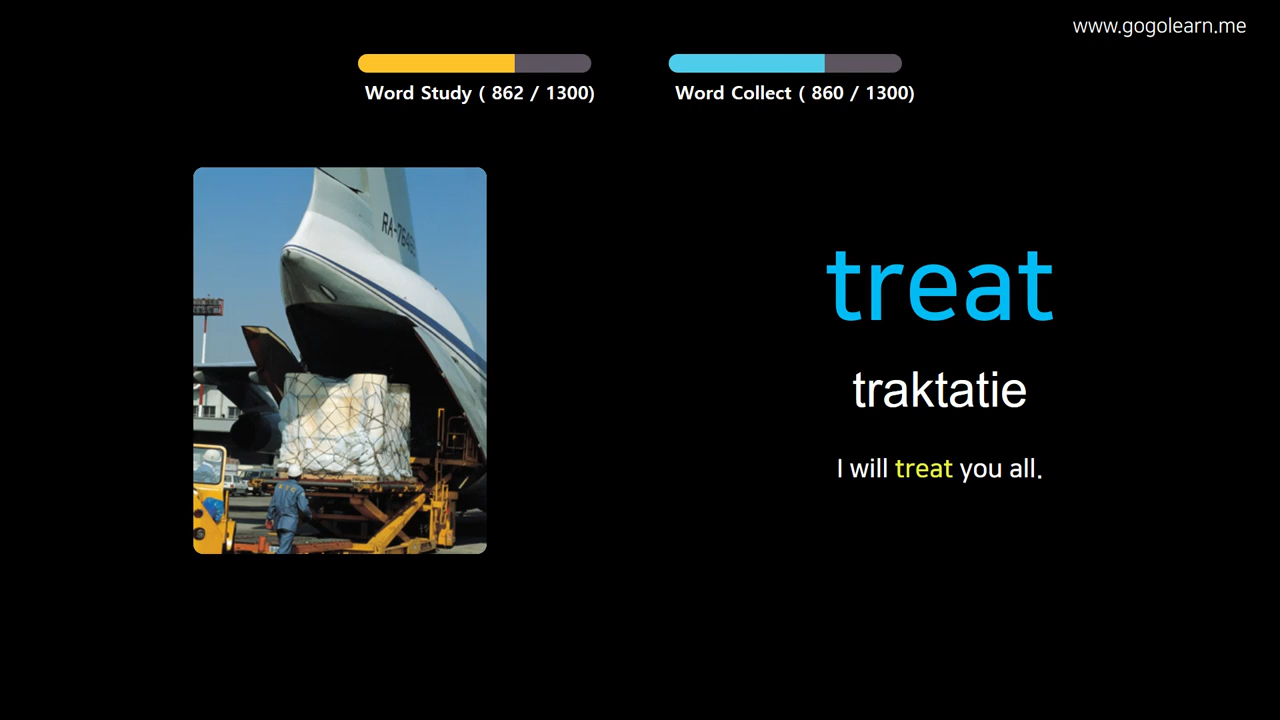 www.gogolearn.me
Word Study ( 862 / 1300)
Word Collect ( 860 / 1300)
treat
traktatie
I will treat you all.